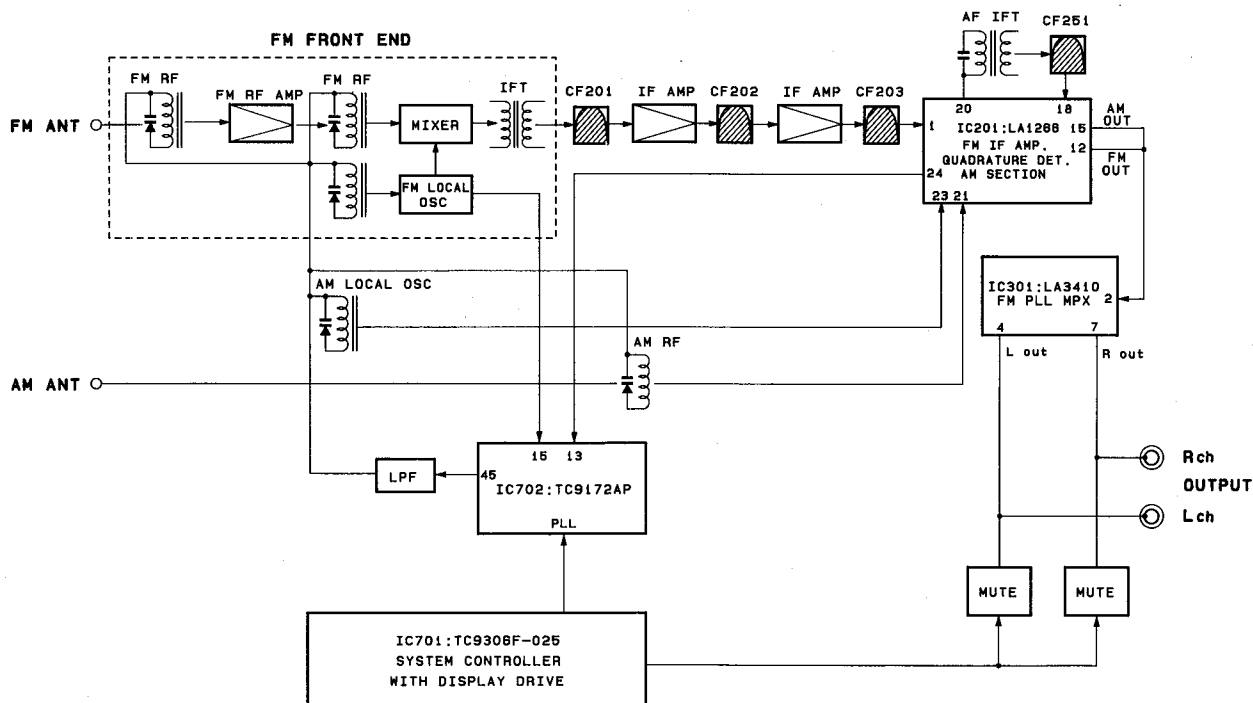 AF IFT
CF251
FM FRONT END
FM RF
FM RF AMP
FM RF
IFT
CF201
IF AMP
CF202
IF AMP
CF203
20
18
AM OUT
FM ANT
MIXER
1
IC201:LA1266
FM IF AMP.
QUADRATURE DET.
AM SECTION
15
12
FM OUT
24
23
21
FM LOCAL
OSC
AM LOCAL OSC
IC301:LA3410
FM PLL MPX
2
4
7
L out
R out
AM RF
AM ANT
15
13
LPF
45
IC702:TC9172AP
PLL
Rch
OUTPUT
Lch
MUTE
MUTE
IC701:TC9306F-025
SYSTEM CONTROLLER
WITH DISPLAY DRIVE